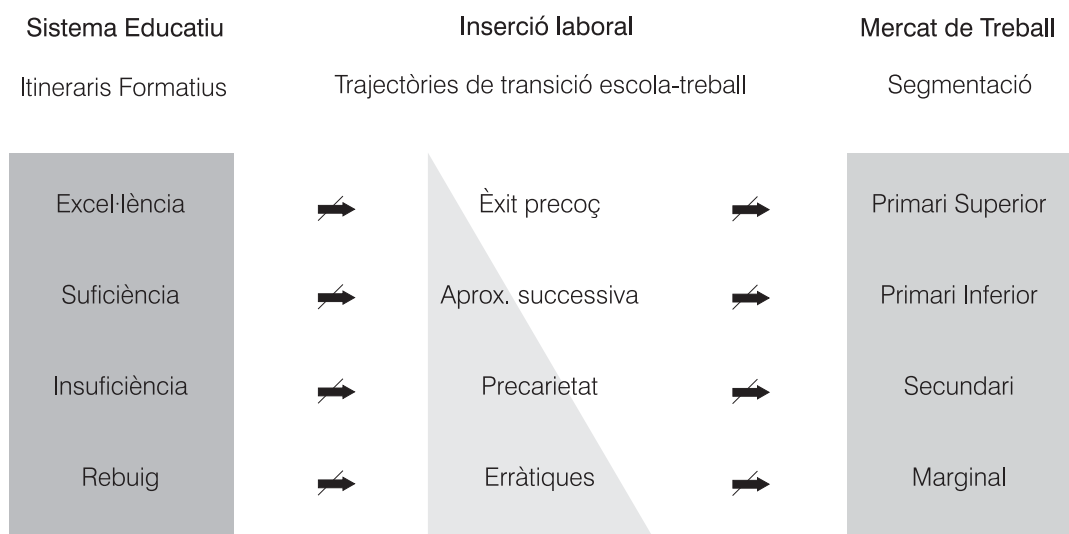 Sistema Educatiu Inserció laboral Mercat de Treball
Itineraris Formatius Trajectòries de transició escola-treball Segmentació
Excel·lència Èxit precoç Primari Superior
Suficiència Aprox. successiva Primari Inferior
Insuficiència Precarietat Secundari
Rebuig Erràtiques Marginal